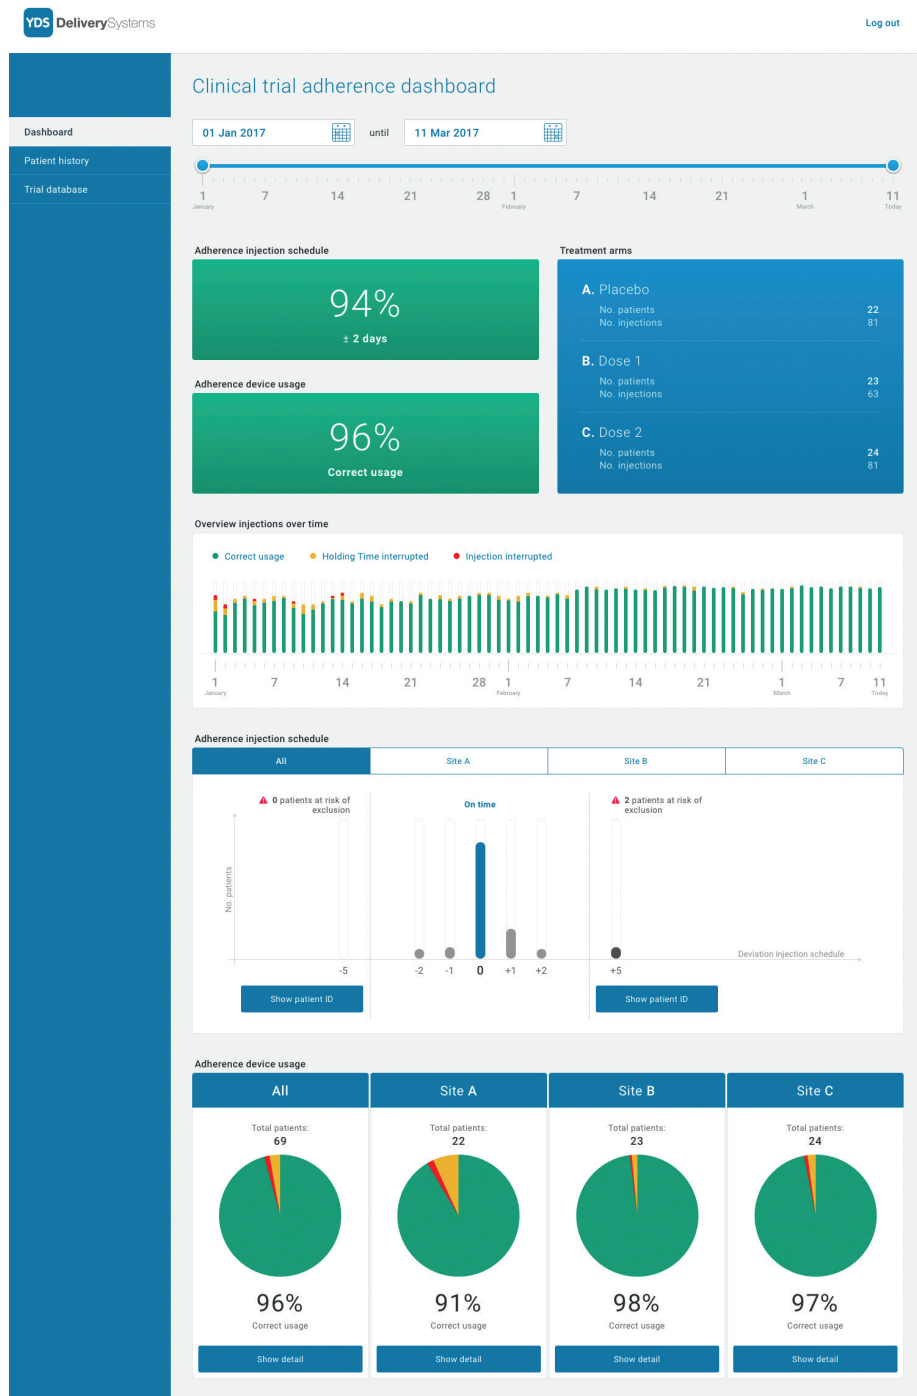 YDS DeliverySystems
Log out
Clinical trial adherence dashboard
Dashboard
Patient history
Trial database
01 Jan 2017
until
11 Mar 2017
1 7 14 21 28 1 7 14 21 1 11
January February March Today
Adherence injection schedule
94%
± 2 days
Adherence device usage
96%
Correct usage
Treatment arms
A. Placebo
No. patients 22
No. injections 81
B. Dose 1
No. patients 23
No. injections 63
C. Dose 2
No. patients 24
No. injections 81
Overview injections over time
Correct usage Holding Time interrupted Injection interrupted
1 7 14 21 28 1 7 14 21 1 7 11
January February March Today
Adherence injection schedule
All Site A Site B Site C
0 patients at risk of
exclusion
On time
2 patients at risk of
exclusion
No. patients
Deviation injection schedule
-5 -2 -1 0 +1 +2 +5
Show patient ID
Show patient ID
Adherence device usage
All Site A Site B Site C
Total patients: Total patients: Total patients: Total patients:
69 22 23 24
96% 91% 98% 97%
Correct usage Correct usage Correct usage Correct usage
Show detail Show detail Show detail Show detail